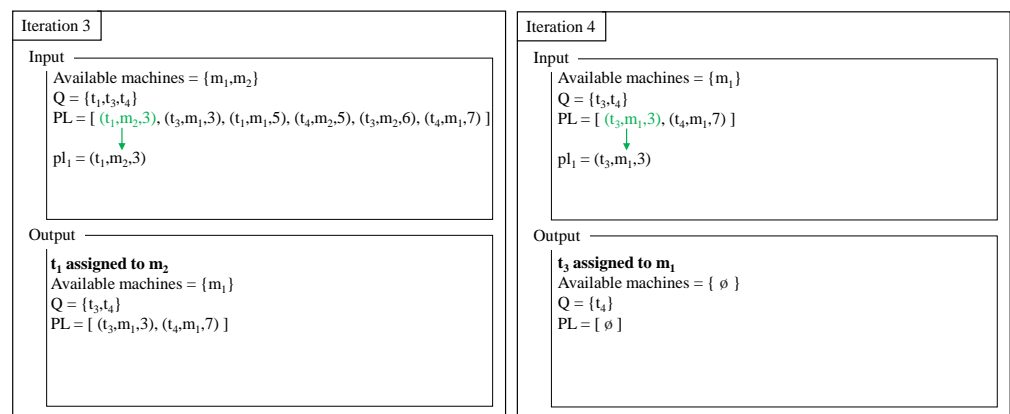 Iteration 3
Input
Available machines = {m₁,m₂}
Q = {t₁,t₃,t₄}
PL = [ (t₁,m₂,3), (t₃,m₁,3), (t₁,m₁,5), (t₄,m₂,5), (t₃,m₂,6), (t₄,m₁,7) ]
pl₁ = (t₁,m₂,3)
Output
t₁ assigned to m₂
Available machines = {m₁}
Q = {t₃,t₄}
PL = [ (t₃,m₁,3), (t₄,m₁,7) ]
Iteration 4
Input
Available machines = {m₁}
Q = {t₃,t₄}
PL = [ (t₃,m₁,3), (t₄,m₁,7) ]
pl₁ = (t₃,m₁,3)
Output
t₃ assigned to m₁
Available machines = { ø }
Q = {t₄}
PL = [ ø ]